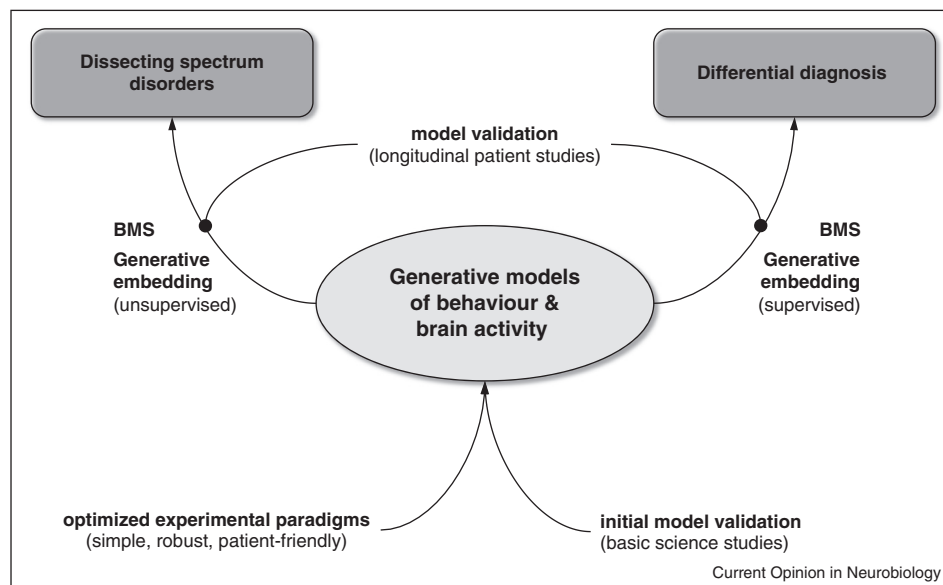 Dissecting spectrum
disorders
Differential diagnosis
model validation
(longitudinal patient studies)
BMS
Generative
embedding
(unsupervised)
BMS
Generative
embedding
(supervised)
Generative models
of behaviour &
brain activity
optimized experimental paradigms
(simple, robust, patient-friendly)
initial model validation
(basic science studies)
Current Opinion in Neurobiology